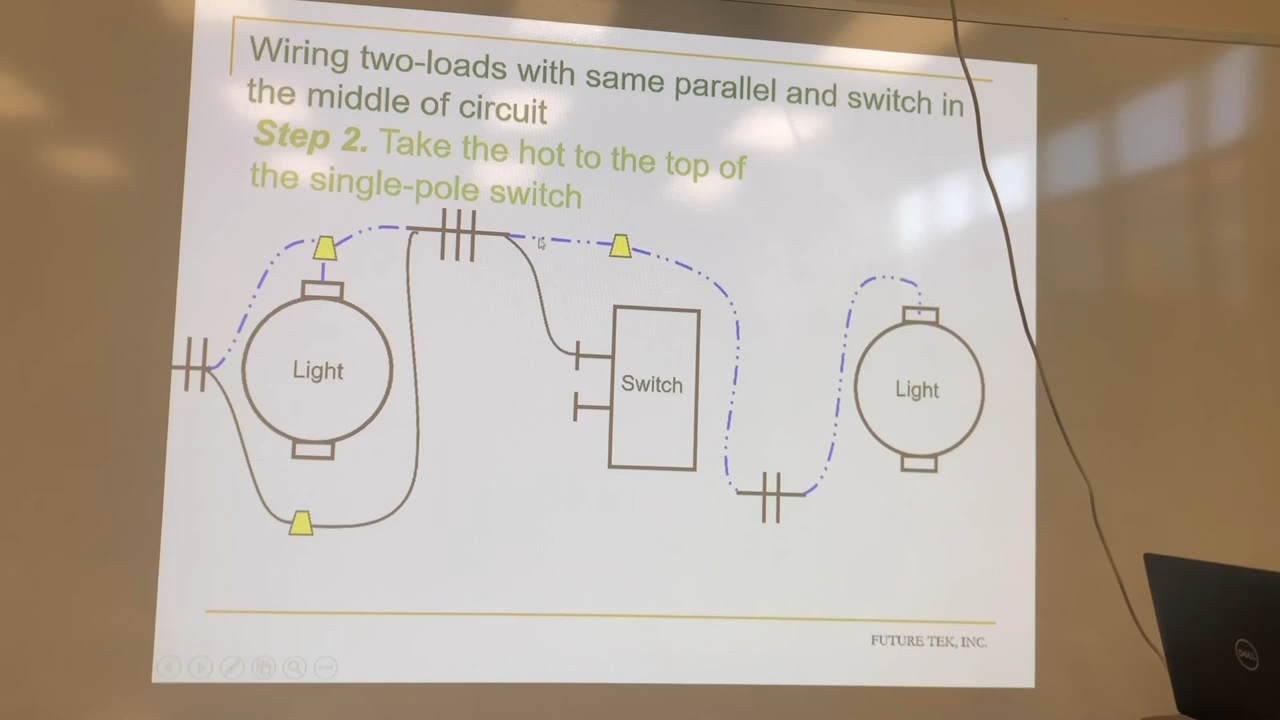 Wiring two-loads with same parallel and switch in
the middle of circuit
Step 2. Take the hot to the top of
the single-pole switch
Light
Switch
Light
FUTURE TEK, INC.
DELL